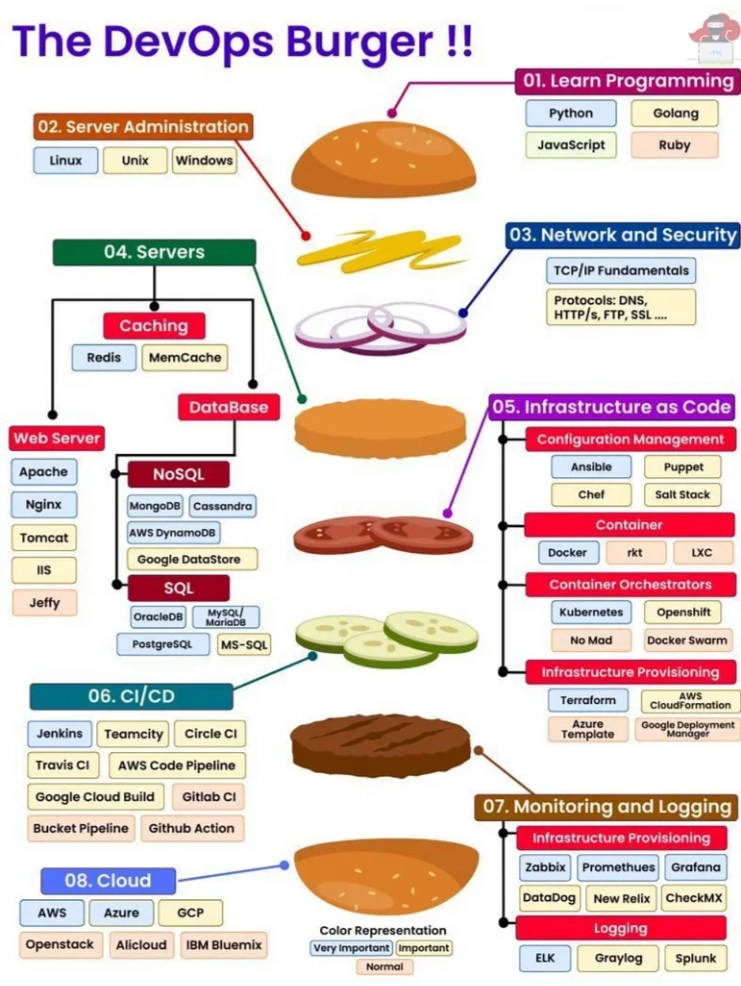 The DevOps Burger !!
01. Learn Programming
Python
Golang
JavaScript
Ruby
02. Server Administration
Linux
Unix
Windows
03. Network and Security
TCP/IP Fundamentals
Protocols: DNS,
HTTP/s, FTP, SSL ....
04. Servers
Caching
Redis
MemCache
Web Server
Apache
Nginx
Tomcat
IIS
Jeffy
DataBase
NoSQL
MongoDB
Cassandra
AWS DynamoDB
Google DataStore
SQL
OracleDB
MySQL/
MariaDB
PostgreSQL
MS-SQL
05. Infrastructure as Code
Configuration Management
Ansible
Puppet
Chef
Salt Stack
Container
Docker
rkt
LXC
Container Orchestrators
Kubernetes
Openshift
No Mad
Docker Swarm
Infrastructure Provisioning
Terraform
AWS
CloudFormation
Azure
Template
Google Deployment
Manager
06. CI/CD
Jenkins
Teamcity
Circle CI
Travis CI
AWS Code Pipeline
Google Cloud Build
Gitlab CI
Bucket Pipeline
Github Action
07. Monitoring and Logging
Infrastructure Provisioning
Zabbix
Promethues
Grafana
DataDog
New Relix
CheckMX
Logging
ELK
Graylog
Splunk
08. Cloud
AWS
Azure
GCP
Openstack
Alicloud
IBM Bluemix
Color Representation
Very Important
Important
Normal